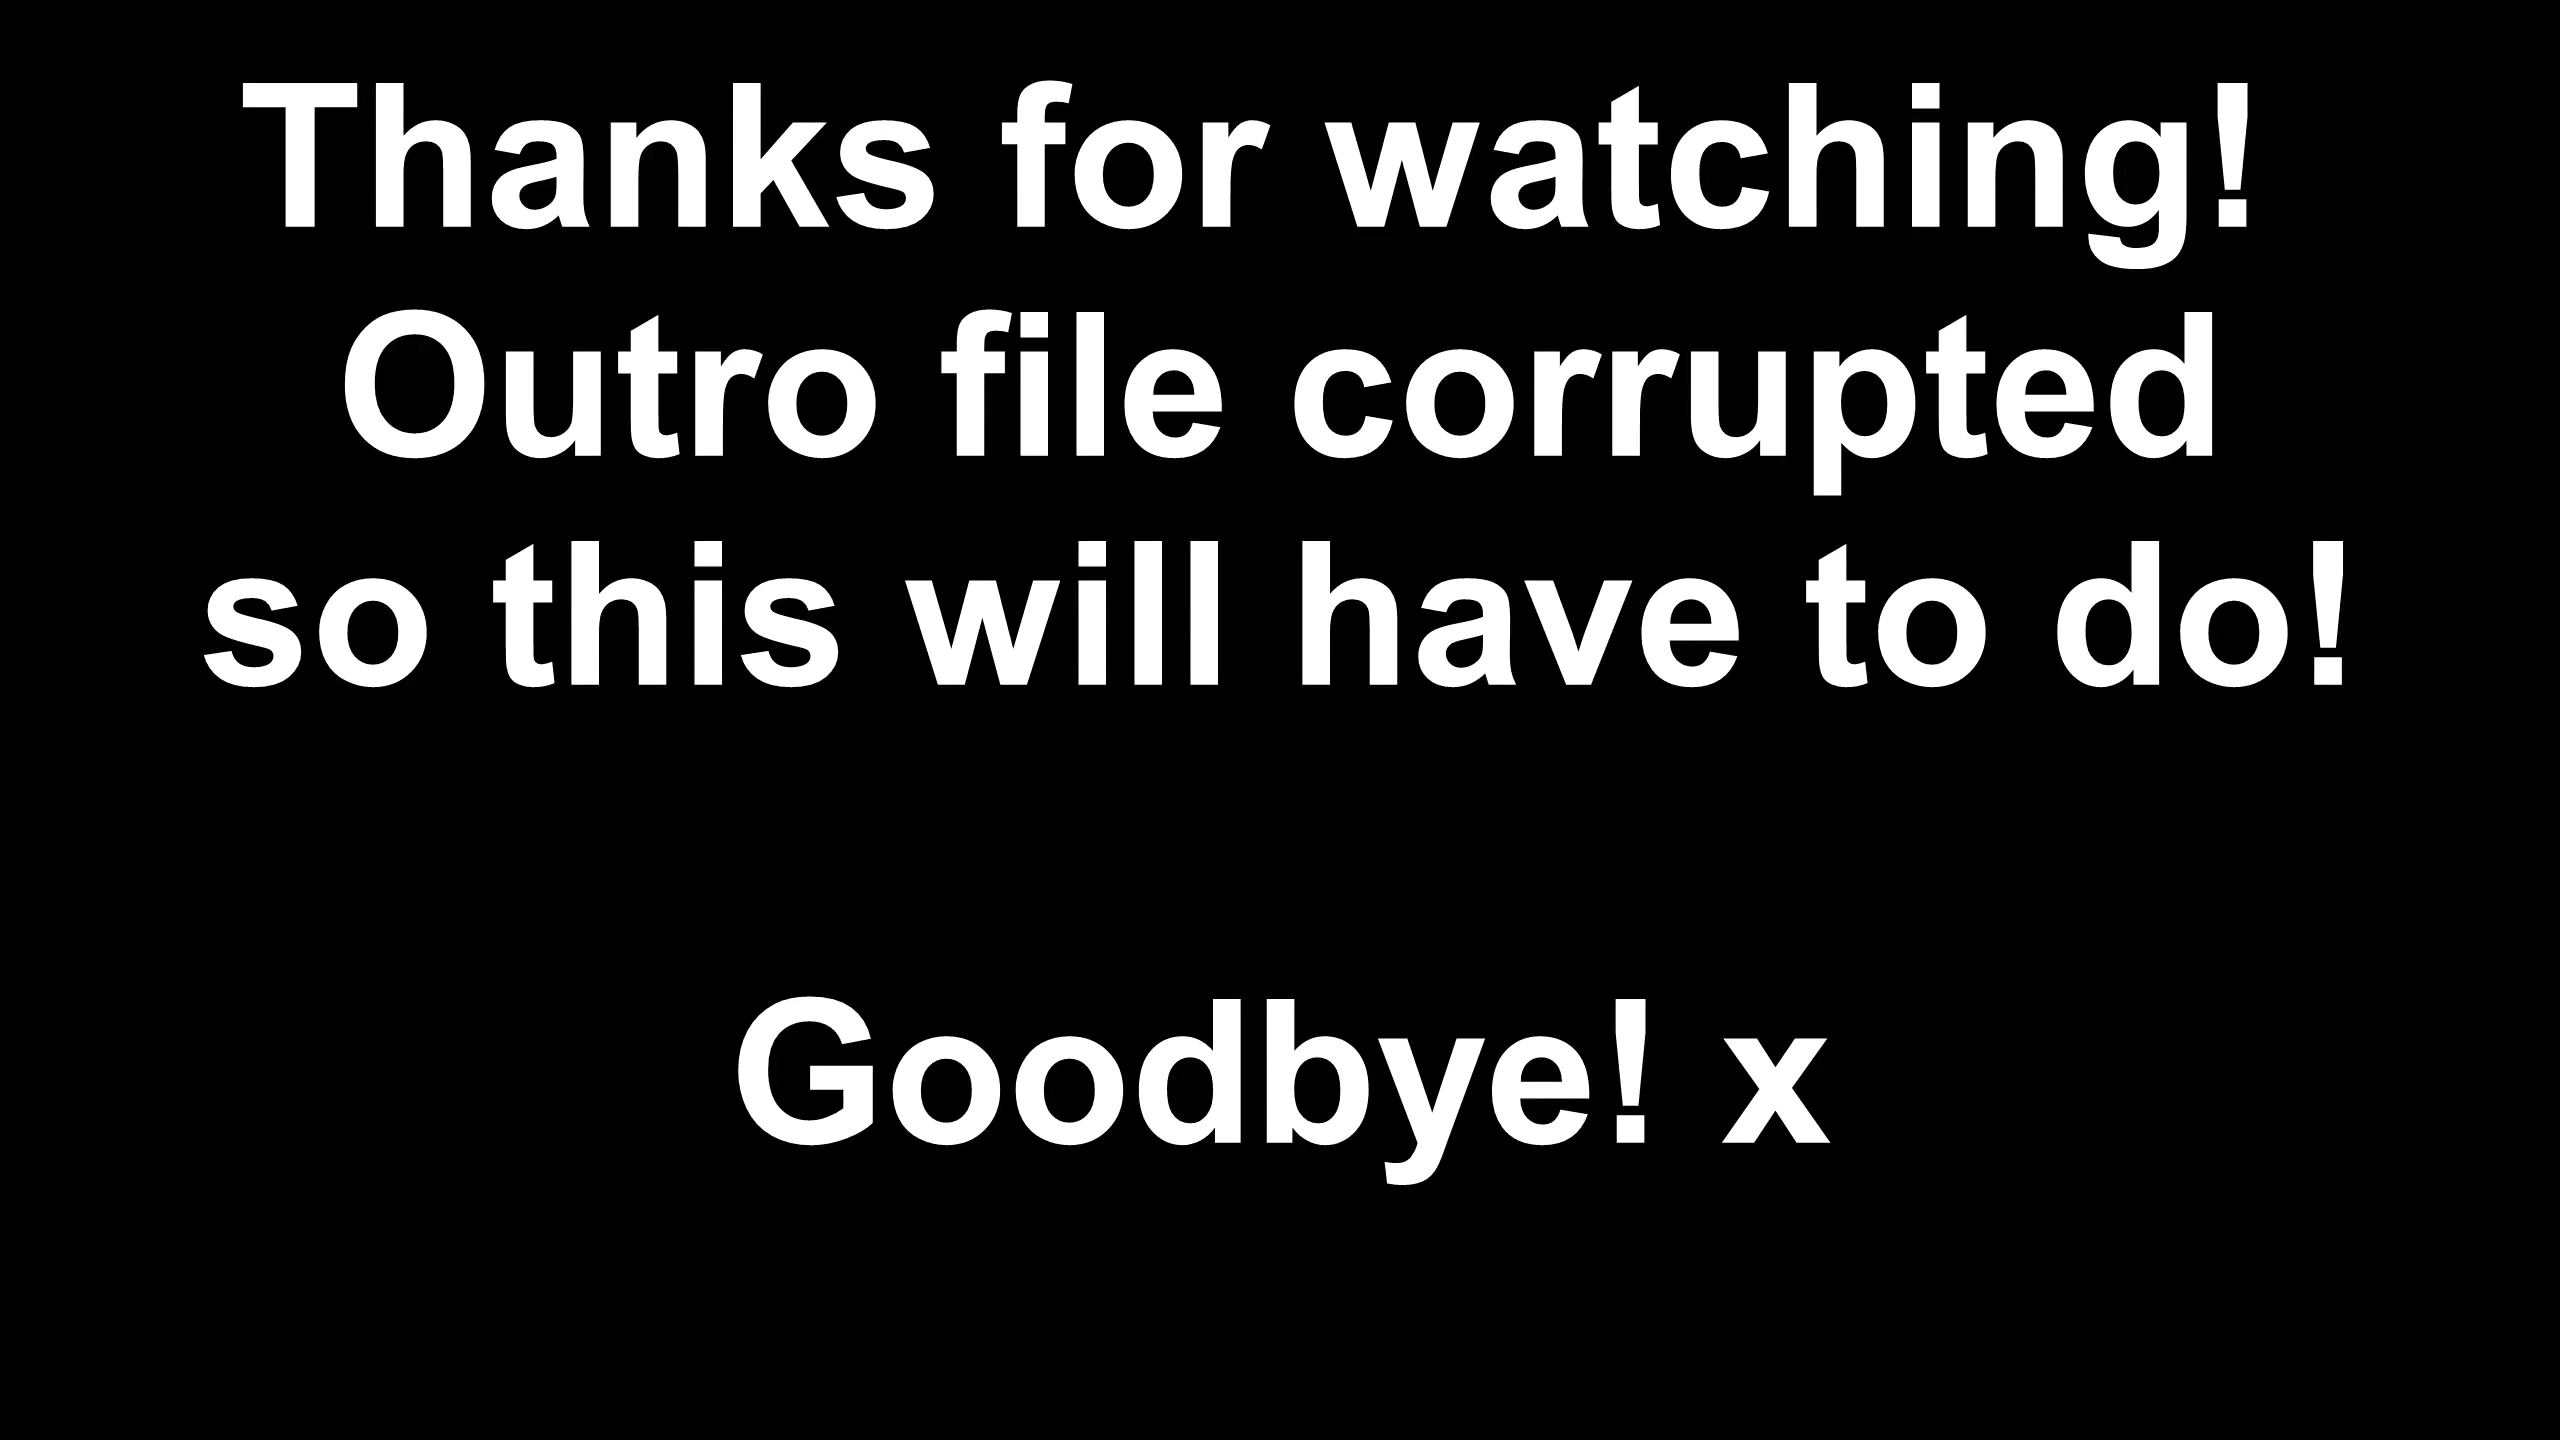 Thanks for watching!
Outro file corrupted
so this will have to do!
Goodbye! x